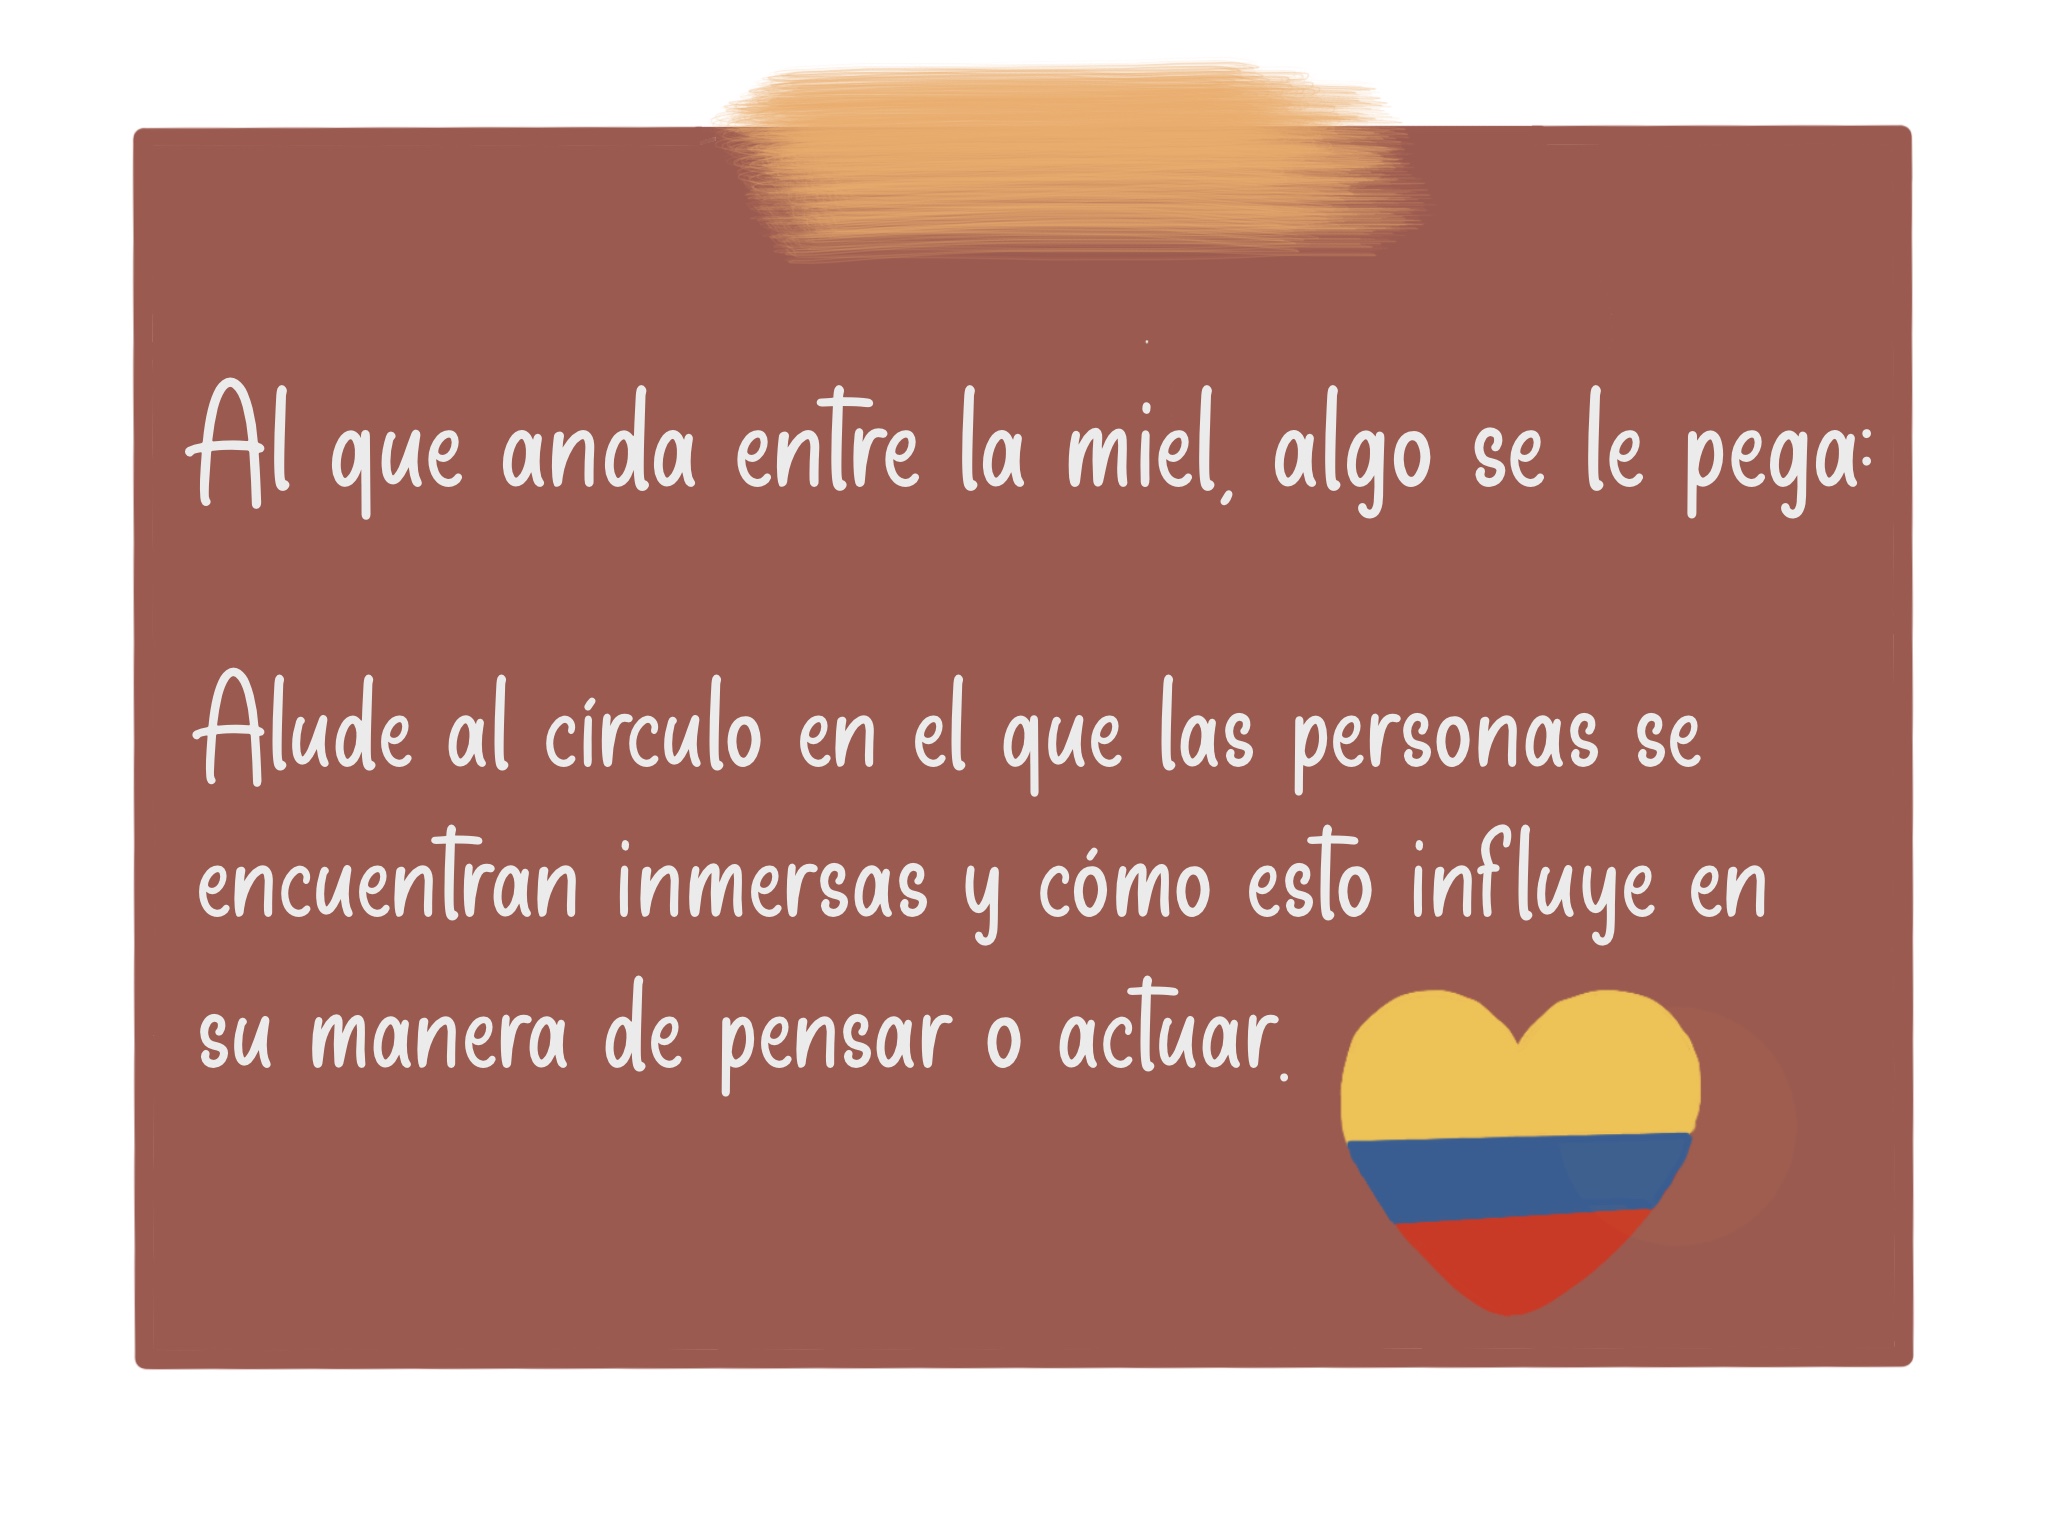 Al que anda entre la miel, algo se le pega:
Alude al círculo en el que las personas se
encuentran inmersas y cómo esto influye en
su manera de pensar o actuar.